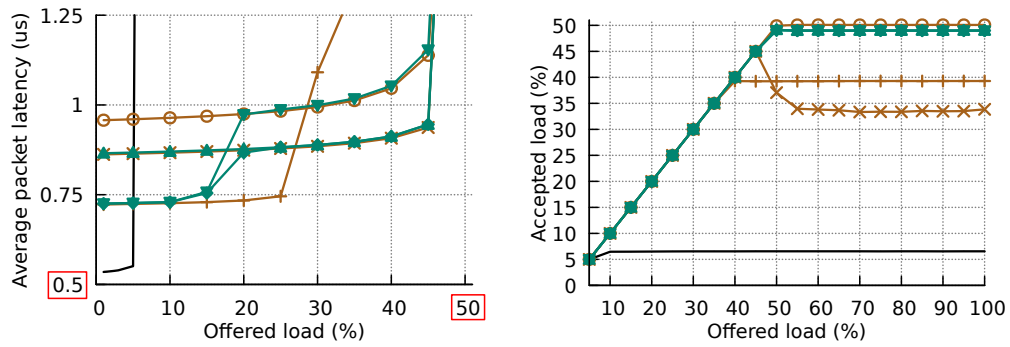 Average packet latency (us)
1.25
1
0.75
0.5
0 10 20 30 40 50
Offered load (%)
Accepted load (%)
50
45
40
35
30
25
20
15
10
5
0
10 20 30 40 50 60 70 80 90 100
Offered load (%)